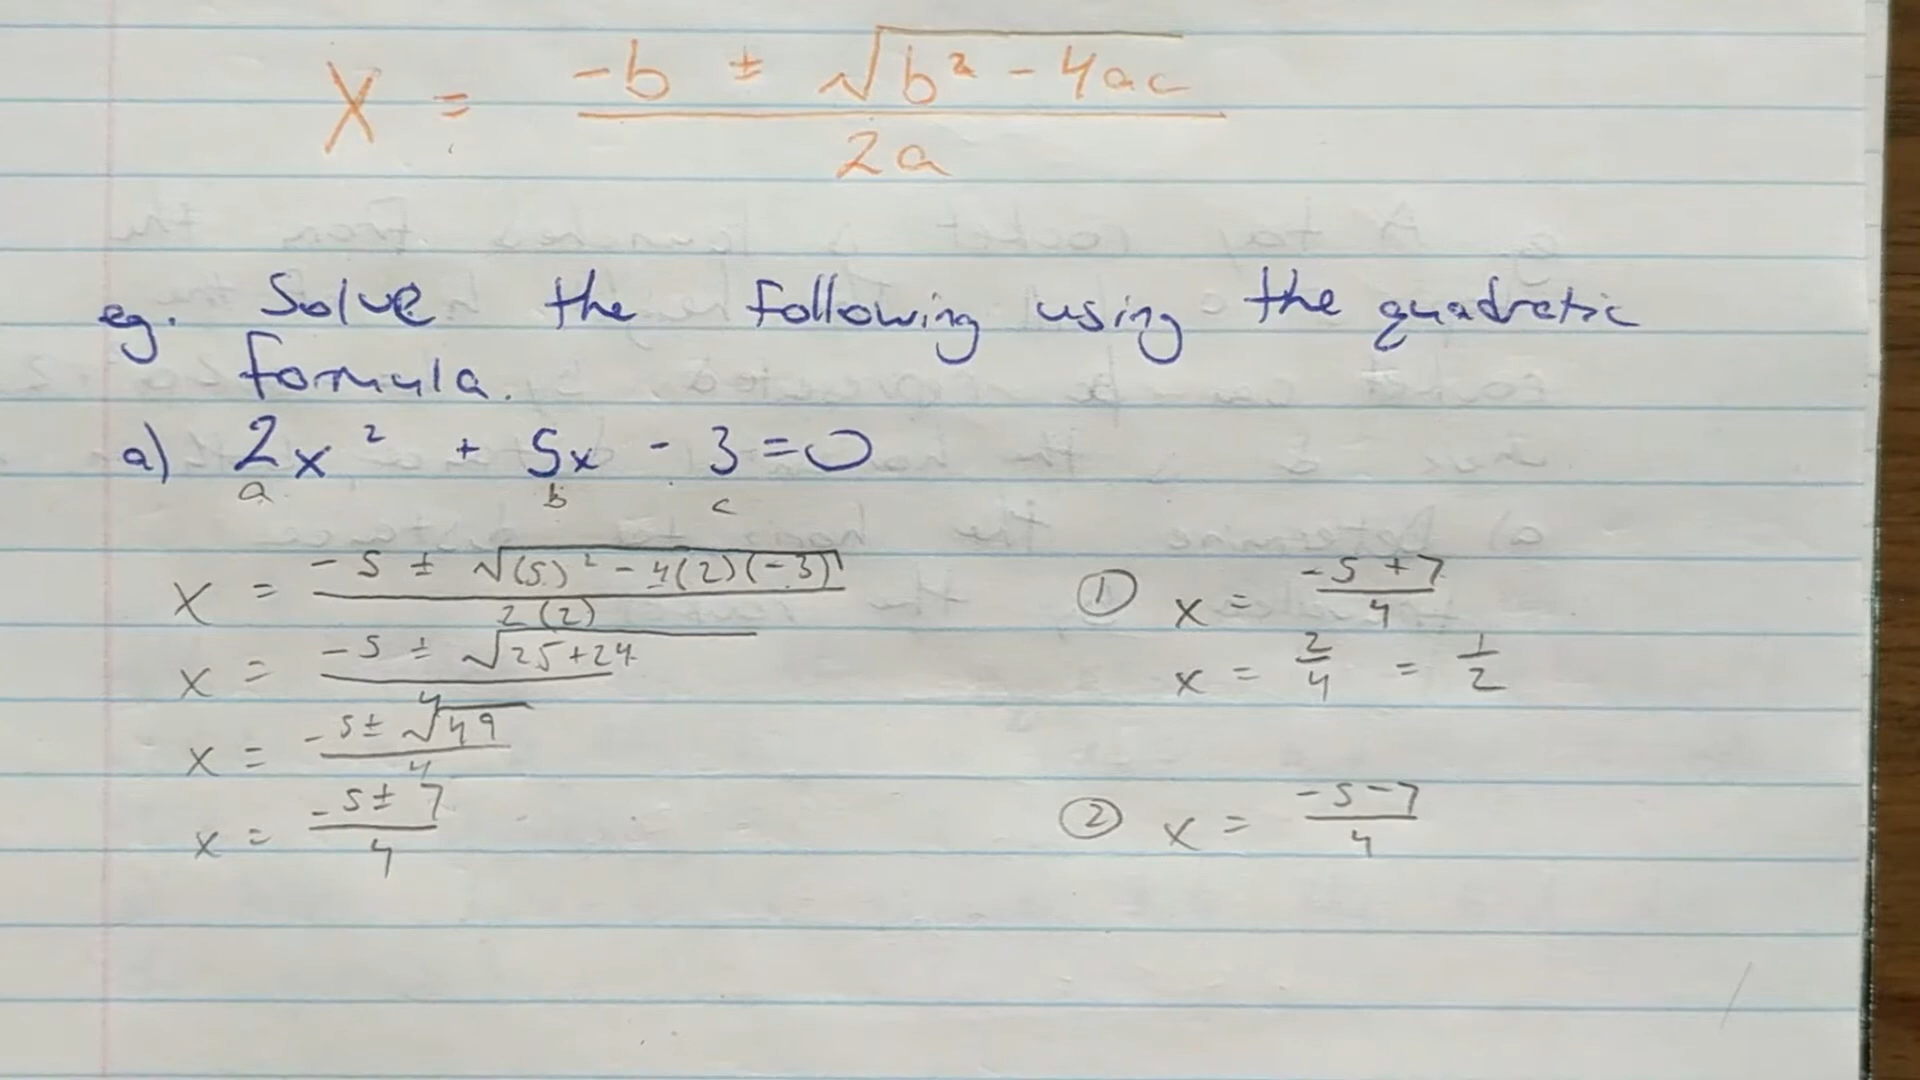 X = -b ± √b² - 4ac / 2a
eg. Solve the following using the quadratic
formula.
a) 2x² + 5x - 3 = 0
a b c
x = -5 ± √(5)² - 4(2)(-3) / 2(2)
x = -5 ± √25+24 / 4
x = -5 ± √49 / 4
x = -5 ± 7 / 4
① x = -5 + 7 / 4
x = 2/4 = 1/2
② x = -5 - 7 / 4